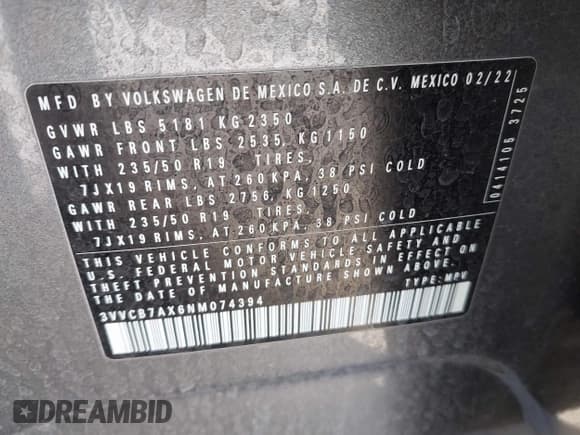 MFD BY VOLKSWAGEN DE MEXICO S.A. DE C.V. MEXICO 02/22
GVWR LBS 5181 KG 2350
GAWR FRONT LBS 2535, KG 1150
WITH 235/50 R19 TIRES.
7JX19 RIMS, AT 260 KPA, 38 PSI COLD
GAWR REAR LBS 2756, KG 1250
WITH 235/50 R19 TIRES.
7JX19 RIMS, AT 260 KPA, 38 PSI COLD
THIS VEHICLE CONFORMS TO ALL APPLICABLE
U.S. FEDERAL MOTOR VEHICLE SAFETY AND
THEFT PREVENTION STANDARDS IN EFFECT ON
THE DATE OF MANUFACTURE SHOWN ABOVE.
3VVCB7AX6NM074394 TYPE: MPV
0414105 3725
DREAMBID